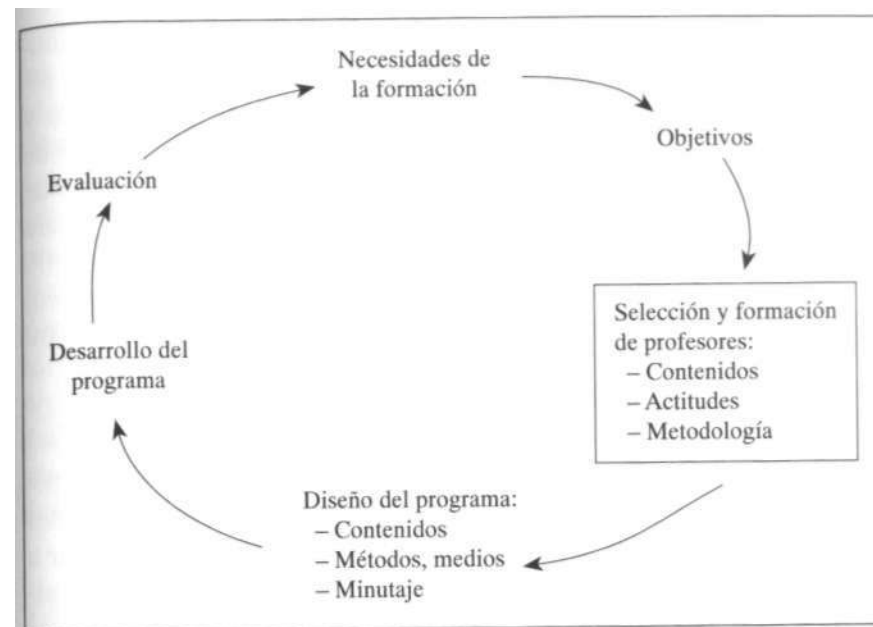 Necesidades de
la formación
Objetivos
Selección y formación
de profesores:
– Contenidos
– Actitudes
– Metodología
Diseño del programa:
– Contenidos
– Métodos, medios
– Minutaje
Desarrollo del
programa
Evaluación